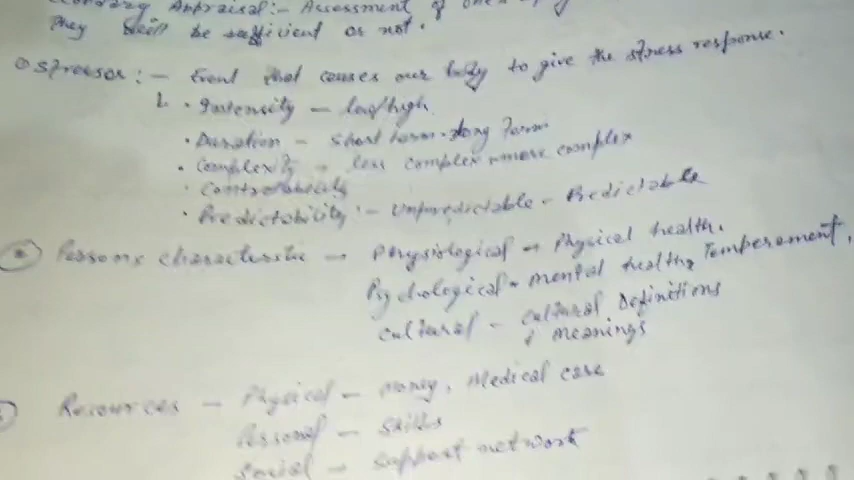 Appraisal:- Assessment of
They will be sufficient or not.
Stressor:- Event that causes our body to give the stress response.
• Intensity - low/high
• Duration - short term - long term
• Complexity - less complex - more complex
• Controlability
• Predictability:- Unpredictable - Predictable
Persons characterstic - Physiological - Physical health.
Psychological - mental health, Temperament,
cultural - cultural Definitions
& meanings
Resources - Physical - money, Medical care
Personal - skills
Social - support network